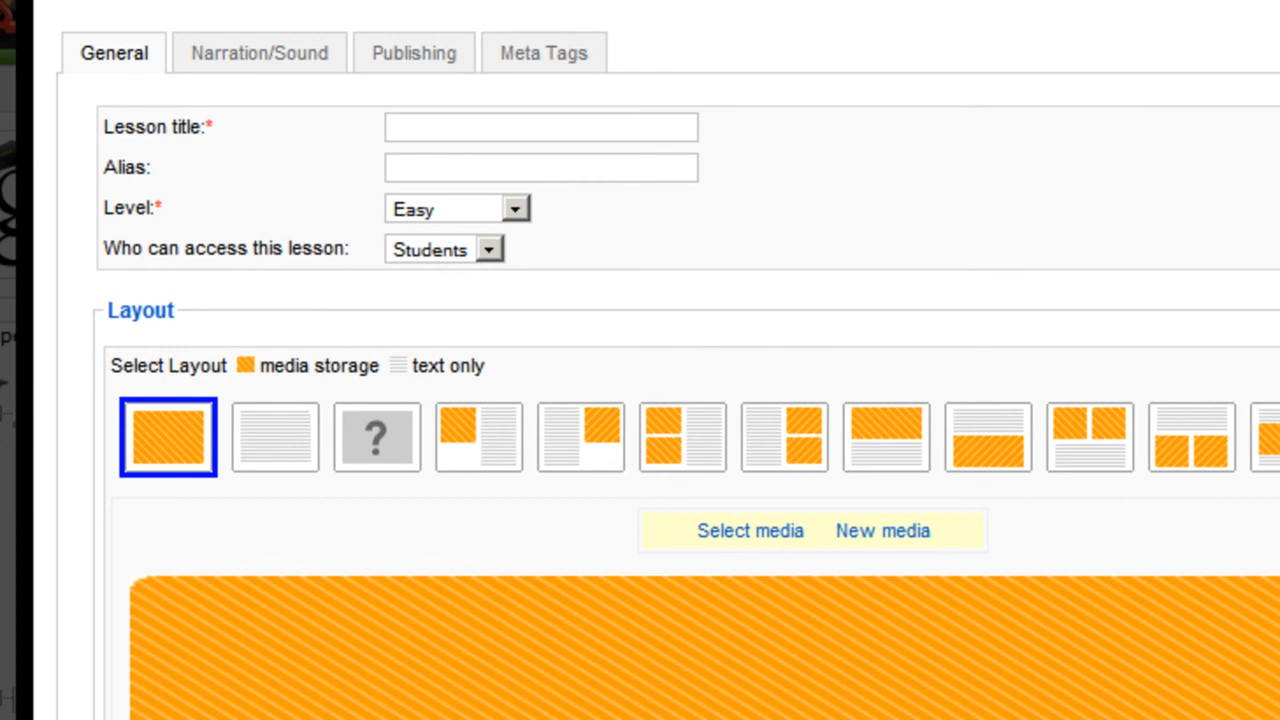 General Narration/Sound Publishing Meta Tags
Lesson title:*
Alias:
Level:* Easy
Who can access this lesson: Students
Layout
Select Layout media storage text only
?
Select media New media